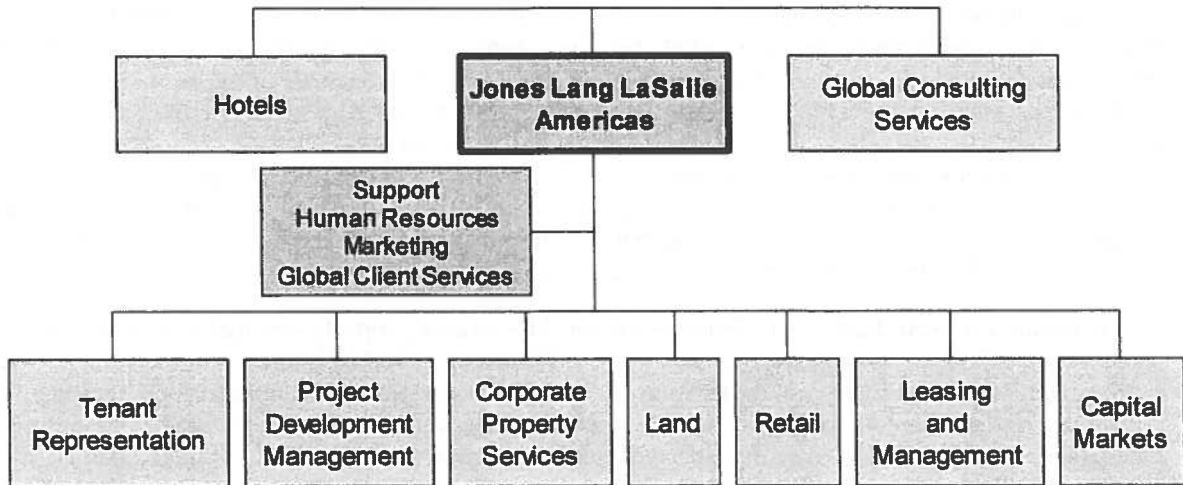 Hotels
Jones Lang LaSalle
Americas
Global Consulting
Services
Support
Human Resources
Marketing
Global Client Services
Tenant
Representation
Project
Development
Management
Corporate
Property
Services
Land
Retail
Leasing
and
Management
Capital
Markets